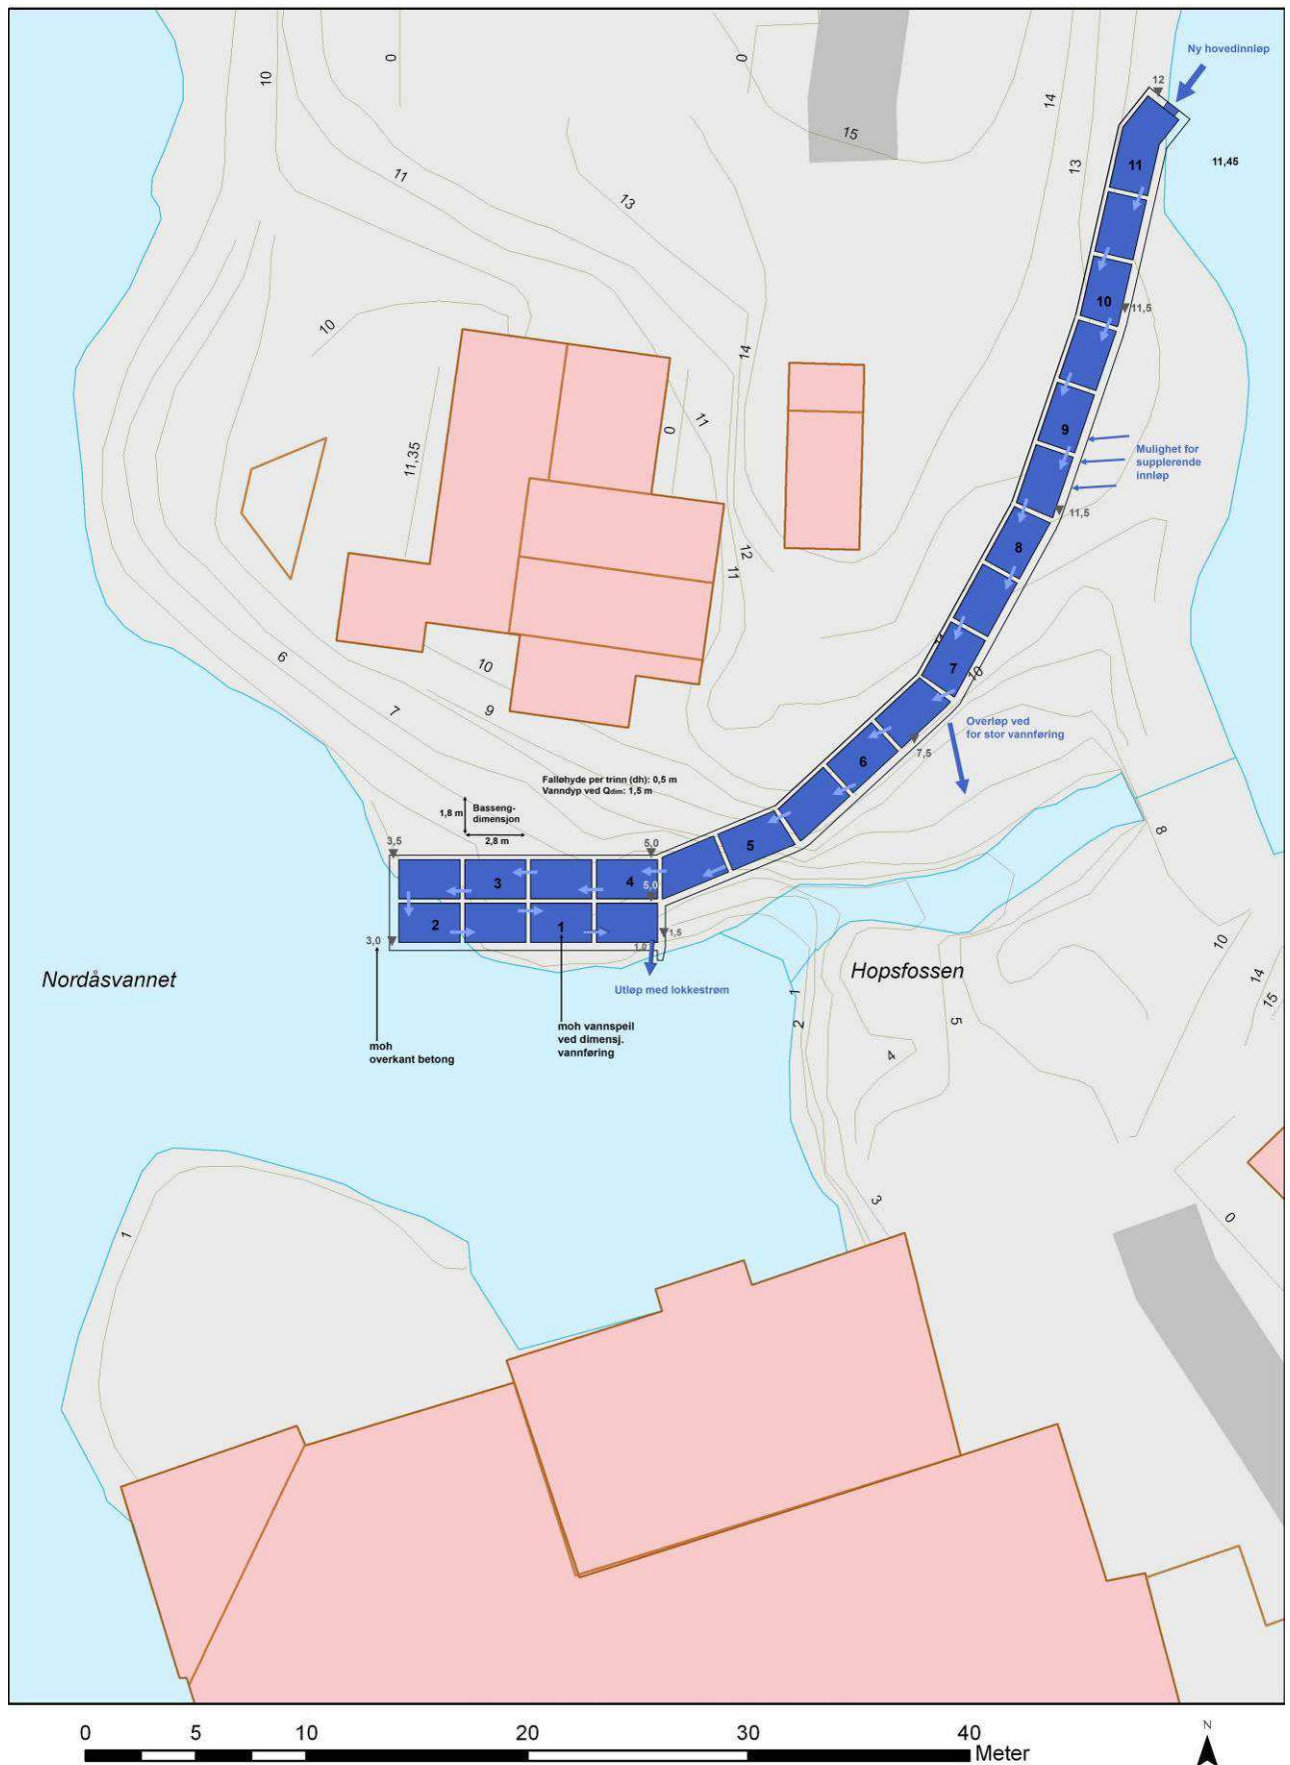 Ny hovedinnløp
12
11,45
10
0
0
14
15
13
11
13
11
10
10
11,5
14
11
0
11,35
9
Mulighet for
supplerende
innløp
11,5
12
11
8
6
10
7
10
7
9
Overløp ved
for stor vannføring
6
7,5
Falløhyde per trinn (dh): 0,5 m
Vanndyp ved Qdim: 1,5 m
1,8 m
Basseng-
dimensjon
2,8 m
8
3,5
5,0
5
3
4
5,0
2
1
3,0
1,5
1,0
10
Nordåsvannet
Hopsfossen
14
15
Utløp med lokkestrøm
1
2
5
4
moh
overkant betong
moh vannspeil
ved dimensj.
vannføring
3
0
1
0
5
10
20
30
40
Meter
N